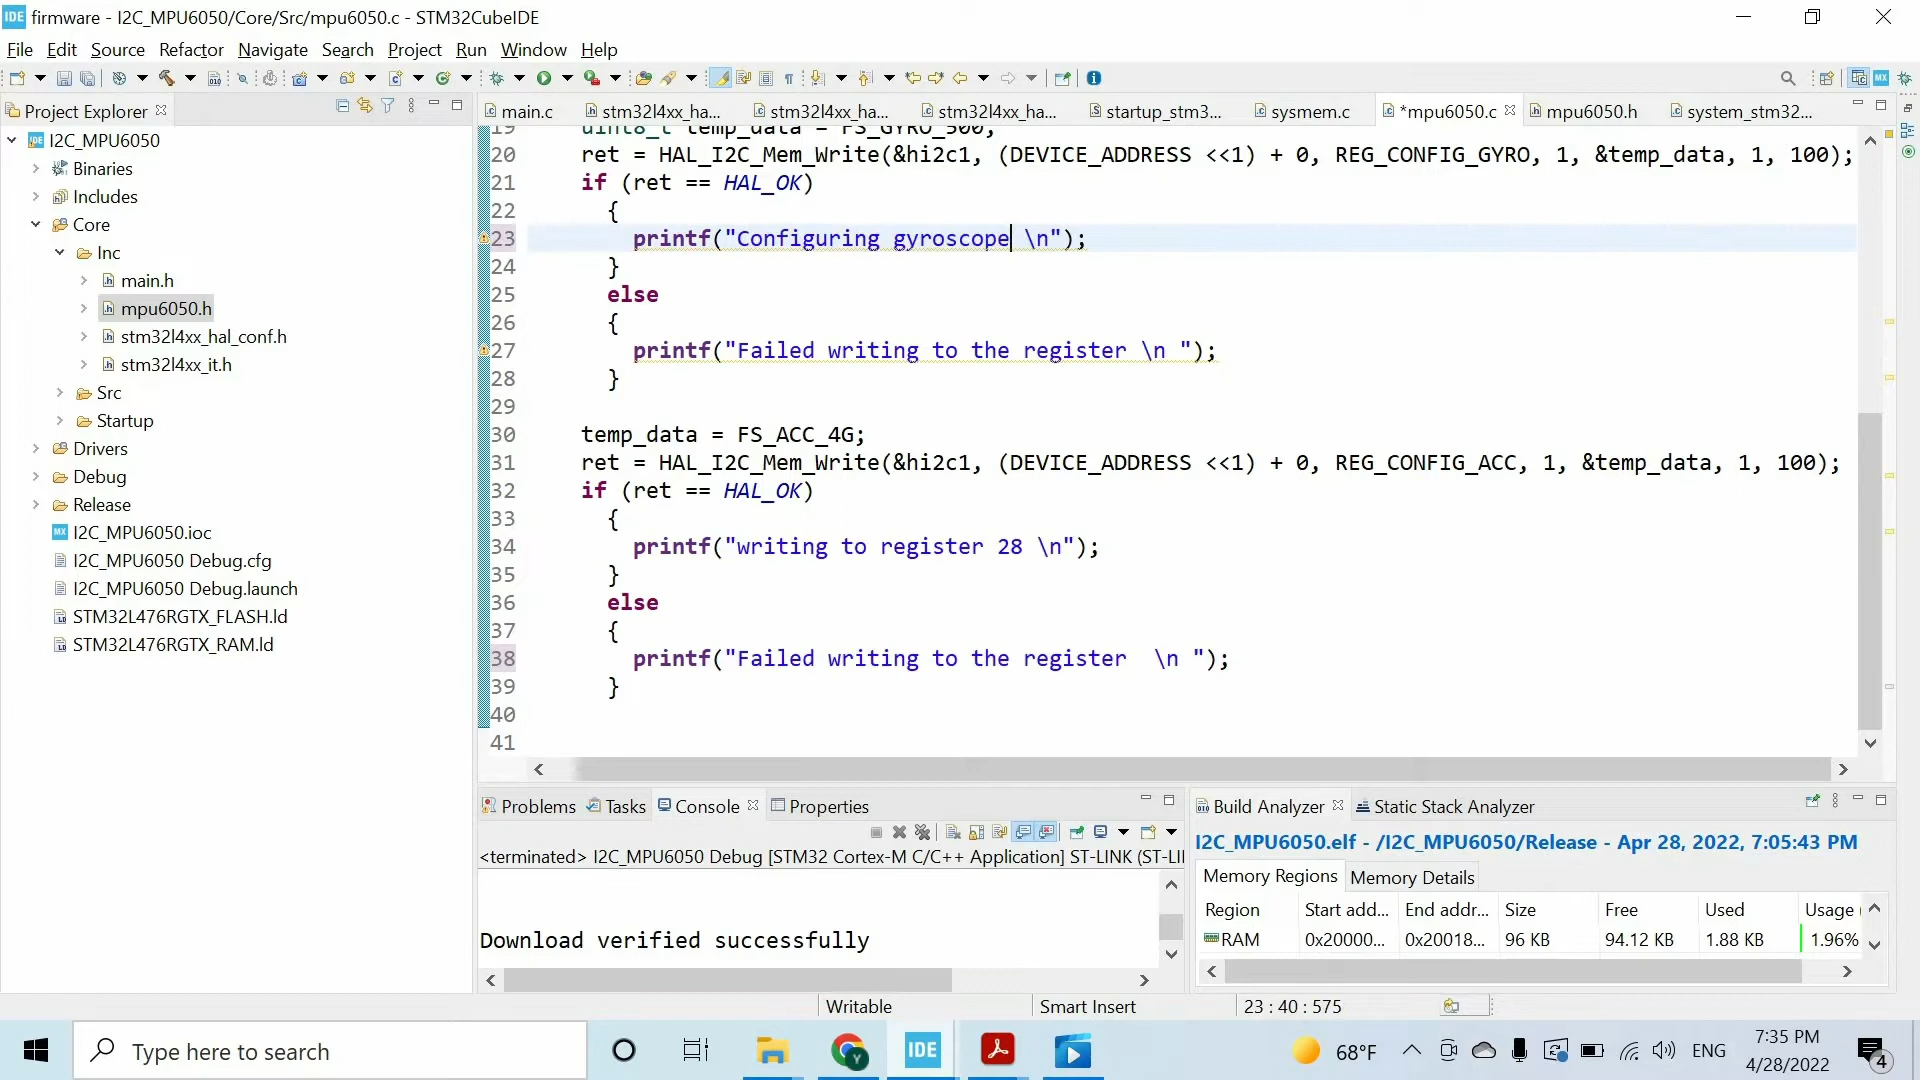 IDE firmware - I2C_MPU6050/Core/Src/mpu6050.c - STM32CubeIDE
File Edit Source Refactor Navigate Search Project Run Window Help
Project Explorer
main.c stm32l4xx_ha... stm32l4xx_ha... stm32l4xx_ha... startup_stm3... sysmem.c *mpu6050.c mpu6050.h system_stm32...
I2C_MPU6050
Binaries
Includes
Core
Inc
main.h
mpu6050.h
stm32l4xx_hal_conf.h
stm32l4xx_it.h
Src
Startup
Drivers
Debug
Release
MX I2C_MPU6050.ioc
I2C_MPU6050 Debug.cfg
I2C_MPU6050 Debug.launch
STM32L476RGTX_FLASH.ld
STM32L476RGTX_RAM.ld
19 uint8_t temp_data = FS_GYRO_500;
20 ret = HAL_I2C_Mem_Write(&hi2c1, (DEVICE_ADDRESS <<1) + 0, REG_CONFIG_GYRO, 1, &temp_data, 1, 100);
21 if (ret == HAL_OK)
22 {
23 printf("Configuring gyroscope \n");
24 }
25 else
26 {
27 printf("Failed writing to the register \n ");
28 }
29
30 temp_data = FS_ACC_4G;
31 ret = HAL_I2C_Mem_Write(&hi2c1, (DEVICE_ADDRESS <<1) + 0, REG_CONFIG_ACC, 1, &temp_data, 1, 100);
32 if (ret == HAL_OK)
33 {
34 printf("writing to register 28 \n");
35 }
36 else
37 {
38 printf("Failed writing to the register  \n ");
39 }
40
41
Problems Tasks Console Properties
<terminated> I2C_MPU6050 Debug [STM32 Cortex-M C/C++ Application] ST-LINK (ST-LI
Download verified successfully
Build Analyzer Static Stack Analyzer
I2C_MPU6050.elf - /I2C_MPU6050/Release - Apr 28, 2022, 7:05:43 PM
Memory Regions Memory Details
Region Start add... End addr... Size Free Used Usage (
RAM 0x20000... 0x20018... 96 KB 94.12 KB 1.88 KB 1.96%
Writable Smart Insert 23 : 40 : 575
Type here to search
IDE
68°F
ENG
7:35 PM
4/28/2022
4